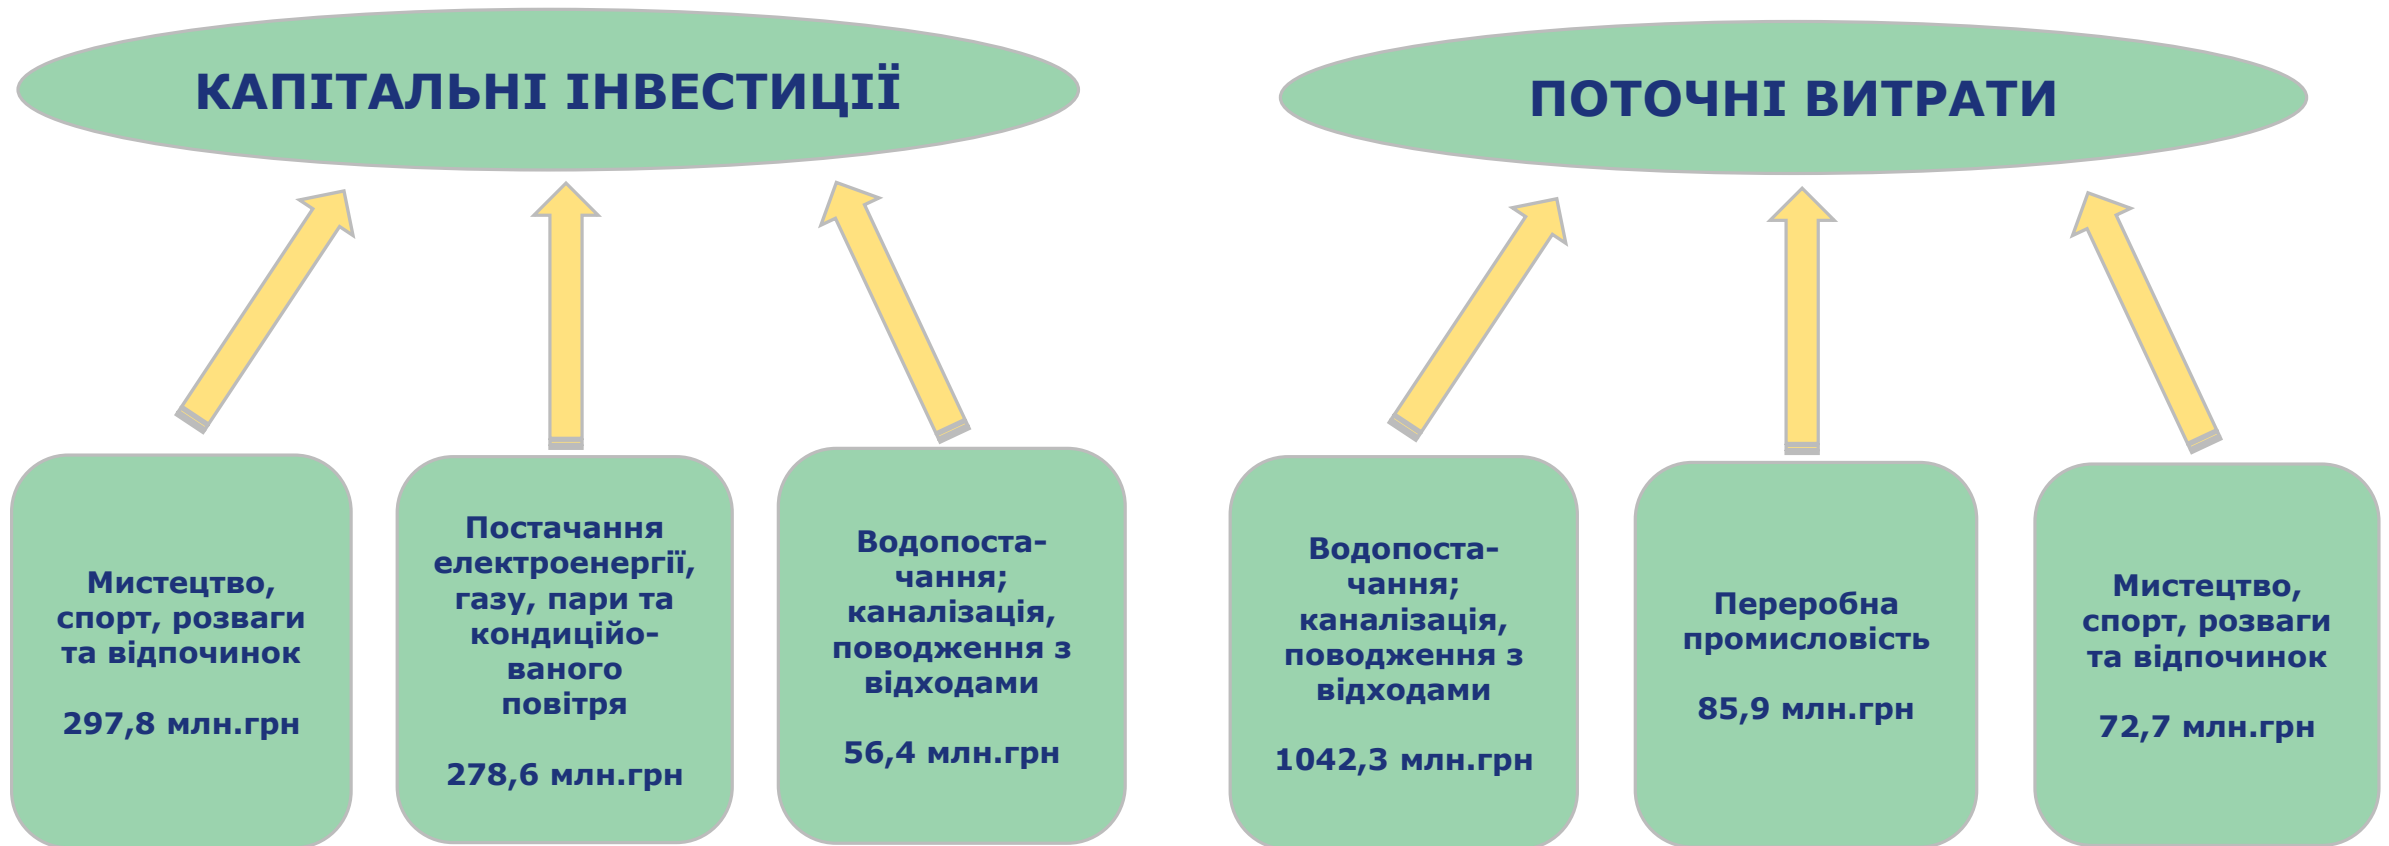 КАПІТАЛЬНІ ІНВЕСТИЦІЇ
Мистецтво,
спорт, розваги
та відпочинок
297,8 млн.грн
Постачання
електроенергії,
газу, пари та
кондиційо-
ваного
повітря
278,6 млн.грн
Водопоста-
чання;
каналізація,
поводження з
відходами
56,4 млн.грн
ПОТОЧНІ ВИТРАТИ
Водопоста-
чання;
каналізація,
поводження з
відходами
1042,3 млн.грн
Переробна
промисловість
85,9 млн.грн
Мистецтво,
спорт, розваги
та відпочинок
72,7 млн.грн